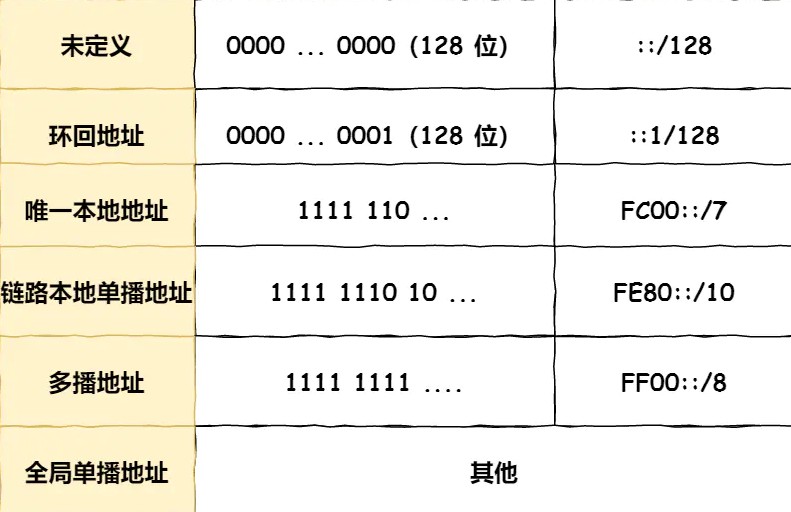 未定义 0000 ... 0000 (128 位) ::/128
环回地址 0000 ... 0001 (128 位) ::1/128
唯一本地地址 1111 110 ... FC00::/7
链路本地单播地址 1111 1110 10 ... FE80::/10
多播地址 1111 1111 .... FF00::/8
全局单播地址 其他